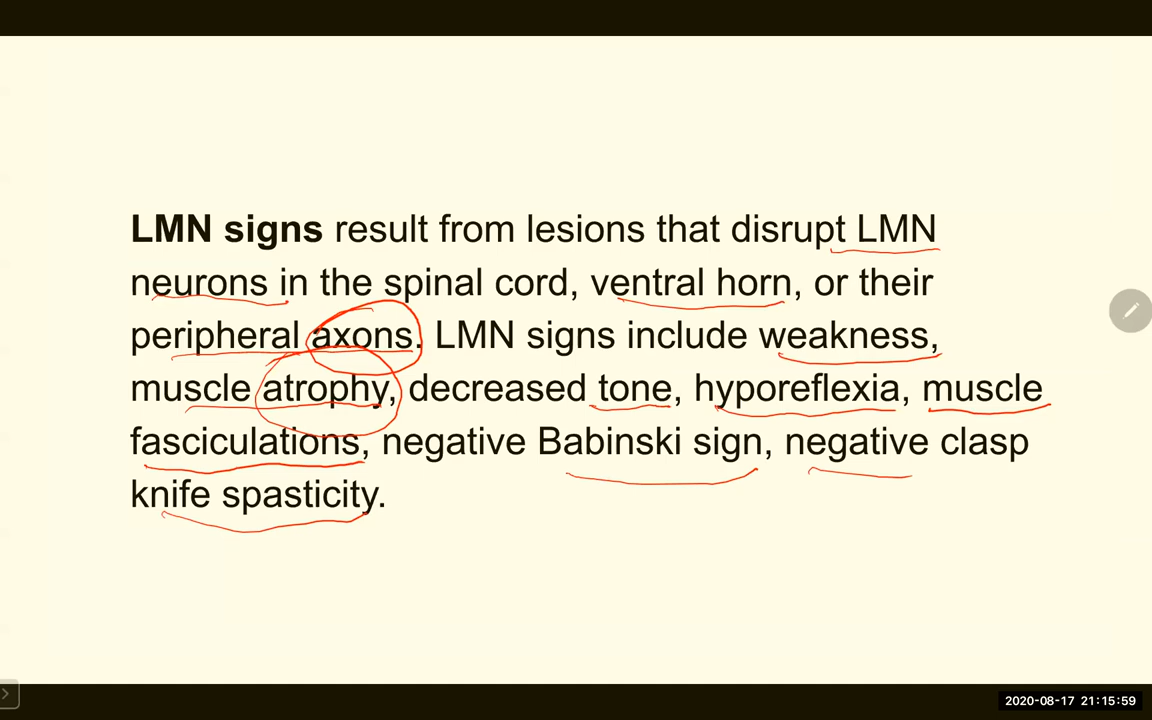 LMN signs result from lesions that disrupt LMN
neurons in the spinal cord, ventral horn, or their
peripheral axons. LMN signs include weakness,
muscle atrophy, decreased tone, hyporeflexia, muscle
fasciculations, negative Babinski sign, negative clasp
knife spasticity.
2020-08-17 21:15:59